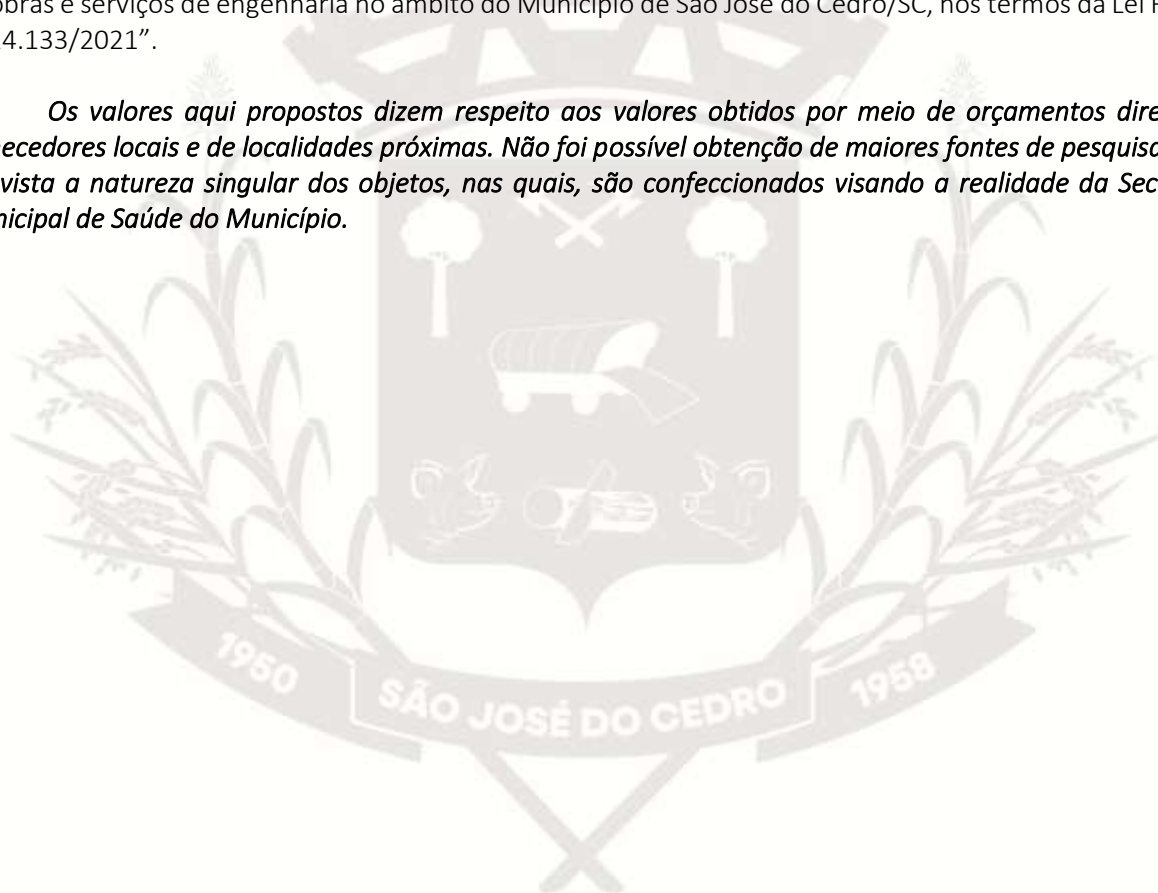 obras e serviços de engenharia no âmbito do Município de São José do Cedro/SC, nos termos da Lei
4.133/2021”.
Os valores aqui propostos dizem respeito aos valores obtidos por meio de orçamentos dire
necedores locais e de localidades próximas. Não foi possível obtenção de maiores fontes de pesquisa
vista a natureza singular dos objetos, nas quais, são confeccionados visando a realidade da Sec
nicipal de Saúde do Município.
1950
SÃO JOSÉ DO CEDRO
1958